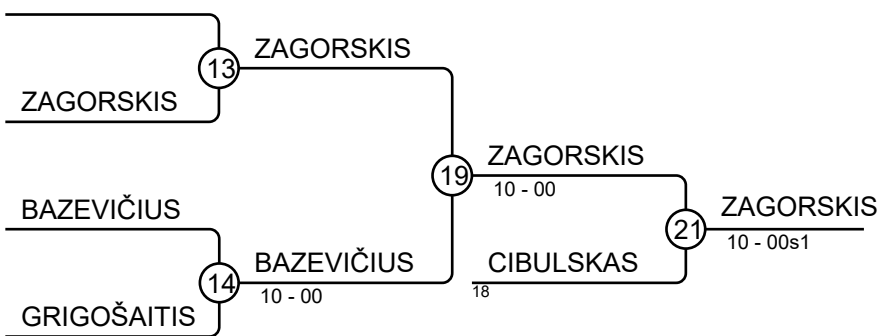 ZAGORSKIS
13
ZAGORSKIS
ZAGORSKIS
19
10 - 00
BAZEVIČIUS
ZAGORSKIS
21
10 - 00s1
BAZEVIČIUS
14
10 - 00
CIBULSKAS
18
GRIGOŠAITIS
ZAGORSKIS